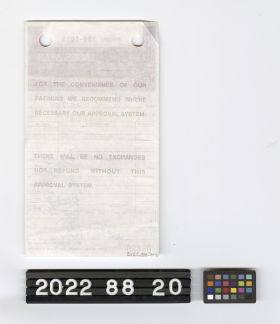 FOR THE CONVENIENCE OF OUR
PATRONS WE RECOMMEND WHERE
NECESSARY OUR APPROVAL SYSTEM.
THERE WILL BE NO EXCHANGES
NOR REFUND WITHOUT THIS
APPROVAL SYSTEM.
2022 88 20